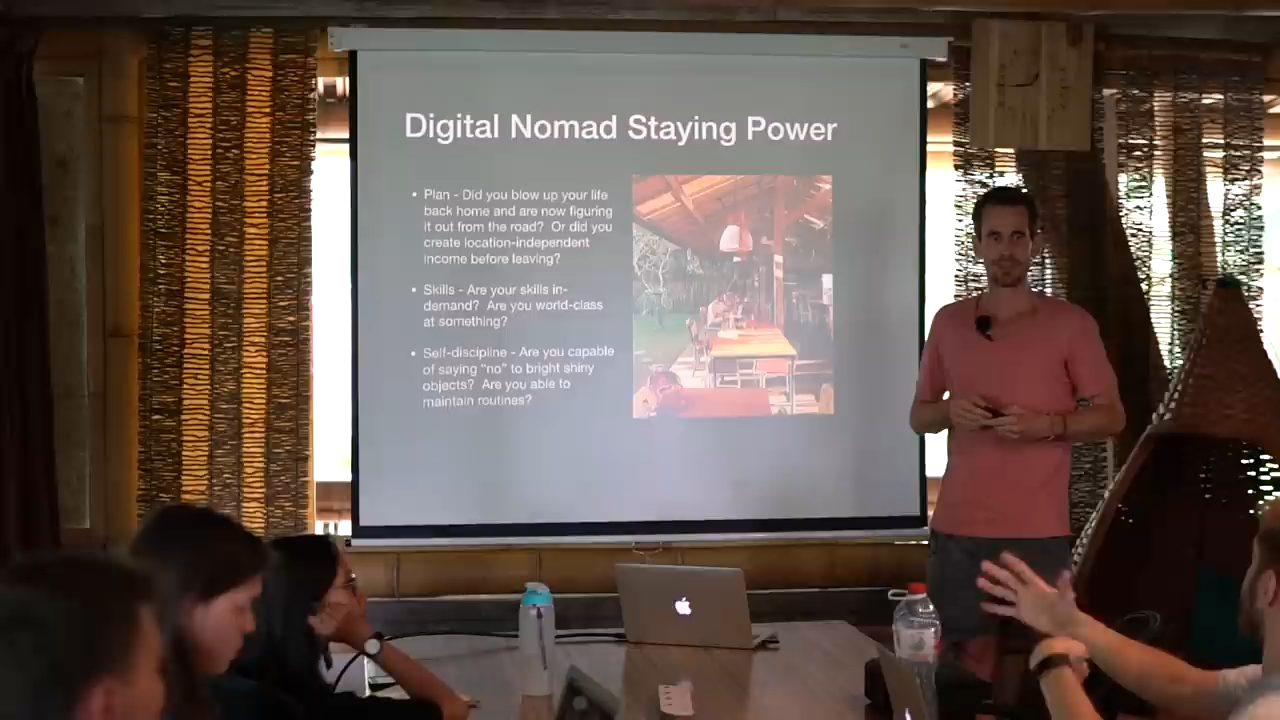 Digital Nomad Staying Power
• Plan - Did you blow up your life
back home and are now figuring
it out from the road? Or did you
create location-independent
income before leaving?
• Skills - Are your skills in-
demand? Are you world-class
at something?
• Self-discipline - Are you capable
of saying "no" to bright shiny
objects? Are you able to
maintain routines?